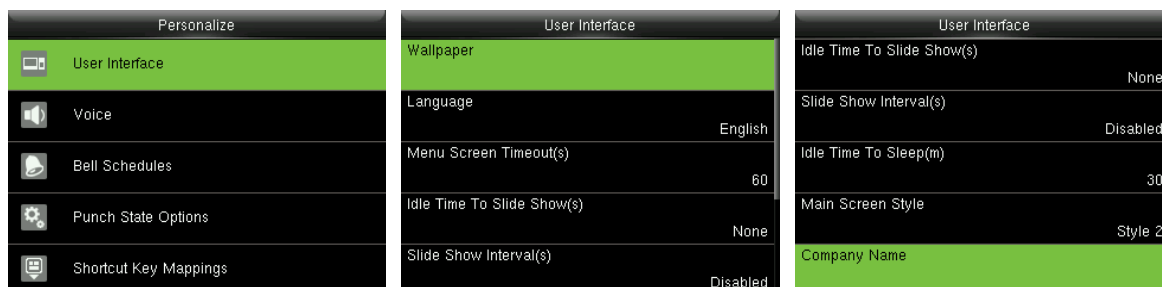 Personalize
User Interface
Voice
Bell Schedules
Punch State Options
Shortcut Key Mappings
User Interface
Wallpaper
Language
English
Menu Screen Timeout(s)
60
Idle Time To Slide Show(s)
None
Slide Show Interval(s)
Disabled
User Interface
Idle Time To Slide Show(s)
None
Slide Show Interval(s)
Disabled
Idle Time To Sleep(m)
30
Main Screen Style
Style 2
Company Name